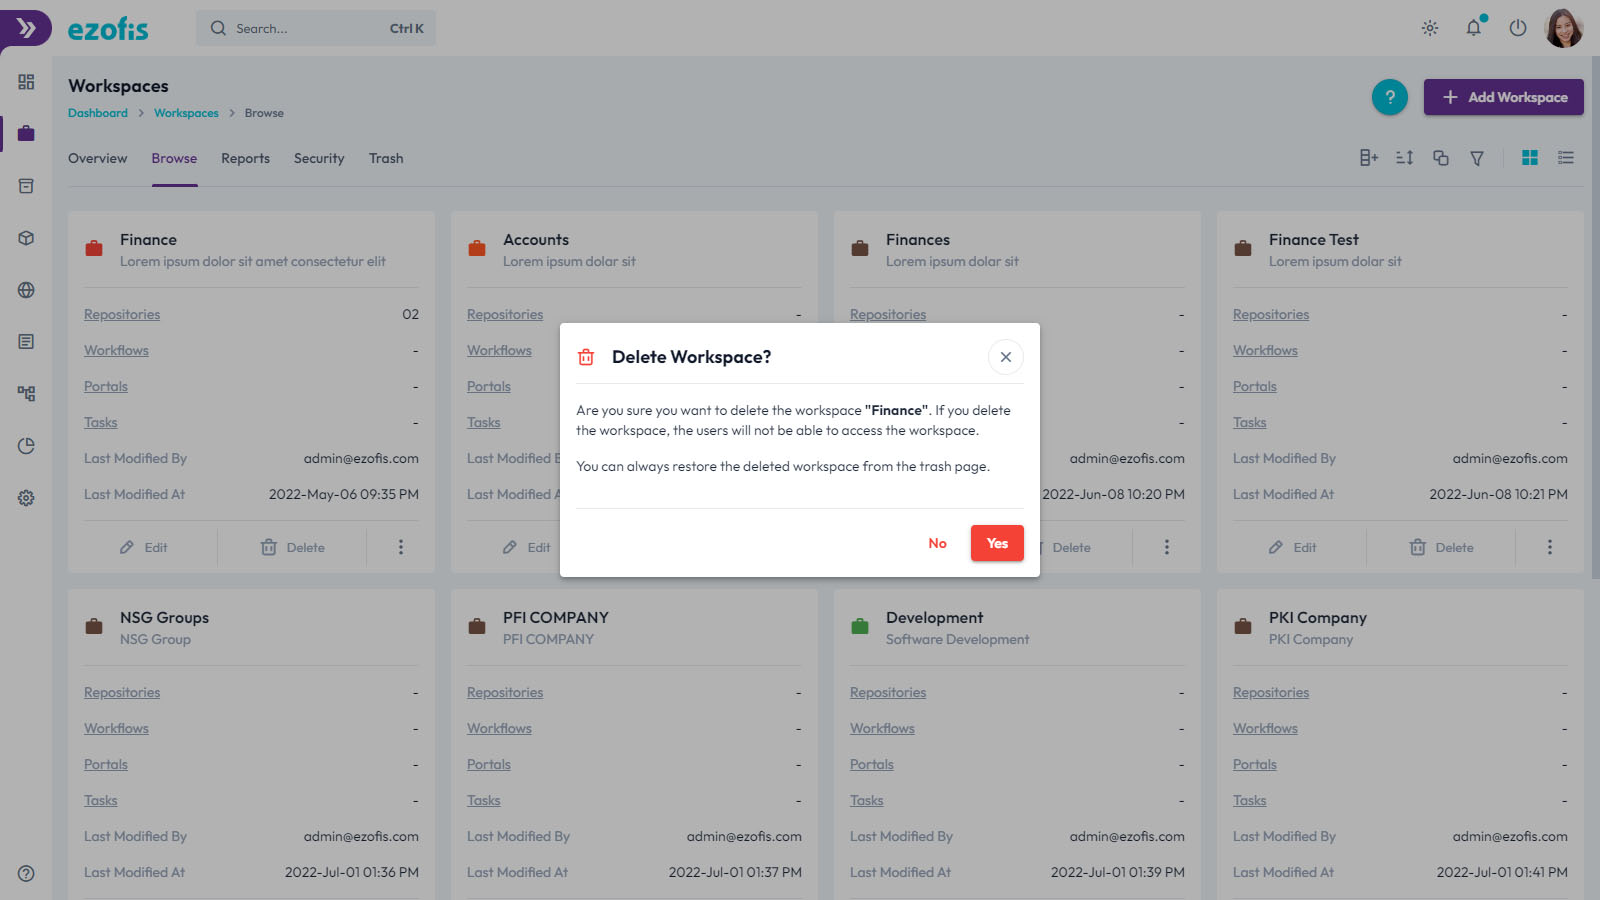 ezofis
Search...
Ctrl K
Workspaces
Dashboard
Workspaces
Browse
?
Add Workspace
Overview
Browse
Reports
Security
Trash
Finance
Lorem ipsum dolor sit amet consectetur elit
Repositories 02
Workflows -
Portals -
Tasks -
Last Modified By admin@ezofis.com
Last Modified At 2022-May-06 09:35 PM
Edit
Delete
Accounts
Lorem ipsum dolar sit
Repositories -
Workflows
Portals
Tasks
Last Modified
Last Modified
Edit
Finances
Lorem ipsum dolar sit
Repositories -
-
-
-
admin@ezofis.com
2022-Jun-08 10:20 PM
Delete
Finance Test
Lorem ipsum dolar sit
Repositories -
Workflows -
Portals -
Tasks -
Last Modified By admin@ezofis.com
Last Modified At 2022-Jun-08 10:21 PM
Edit
Delete
Delete Workspace?
Are you sure you want to delete the workspace "Finance". If you delete
the workspace, the users will not be able to access the workspace.
You can always restore the deleted workspace from the trash page.
No
Yes
NSG Groups
NSG Group
Repositories -
Workflows -
Portals -
Tasks -
Last Modified By admin@ezofis.com
Last Modified At 2022-Jul-01 01:36 PM
PFI COMPANY
PFI COMPANY
Repositories -
Workflows -
Portals -
Tasks -
Last Modified By admin@ezofis.com
Last Modified At 2022-Jul-01 01:37 PM
Development
Software Development
Repositories -
Workflows -
Portals -
Tasks -
Last Modified By admin@ezofis.com
Last Modified At 2022-Jul-01 01:39 PM
PKI Company
PKI Company
Repositories -
Workflows -
Portals -
Tasks -
Last Modified By admin@ezofis.com
Last Modified At 2022-Jul-01 01:41 PM